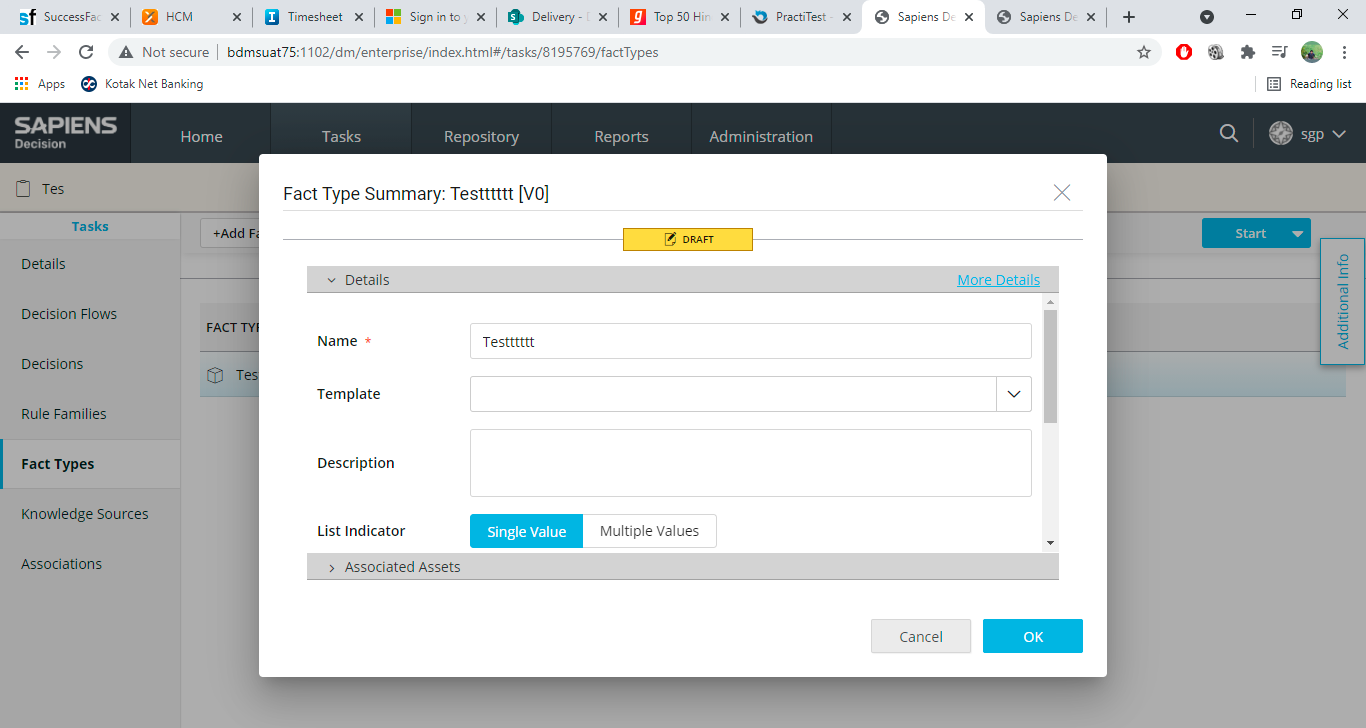 SuccessFac
HCM
Timesheet
Sign in to y
Delivery -
Top 50 Hin
PractiTest -
Sapiens De
Sapiens De
Not secure
bdmsuat75:1102/dm/enterprise/index.html#/tasks/8195769/factTypes
Apps
Kotak Net Banking
Reading list
SAPIENS
Decision
Home
Tasks
Repository
Reports
Administration
sgp
Tes
Tasks
+Add Fa
Start
Details
Decision Flows
Decisions
Rule Families
Fact Types
Knowledge Sources
Associations
FACT TY
Tes
Additional Info
Fact Type Summary: Testttttt [V0]
DRAFT
Details
More Details
Name *
Testttttt
Template
Description
List Indicator
Single Value
Multiple Values
Associated Assets
Cancel
OK